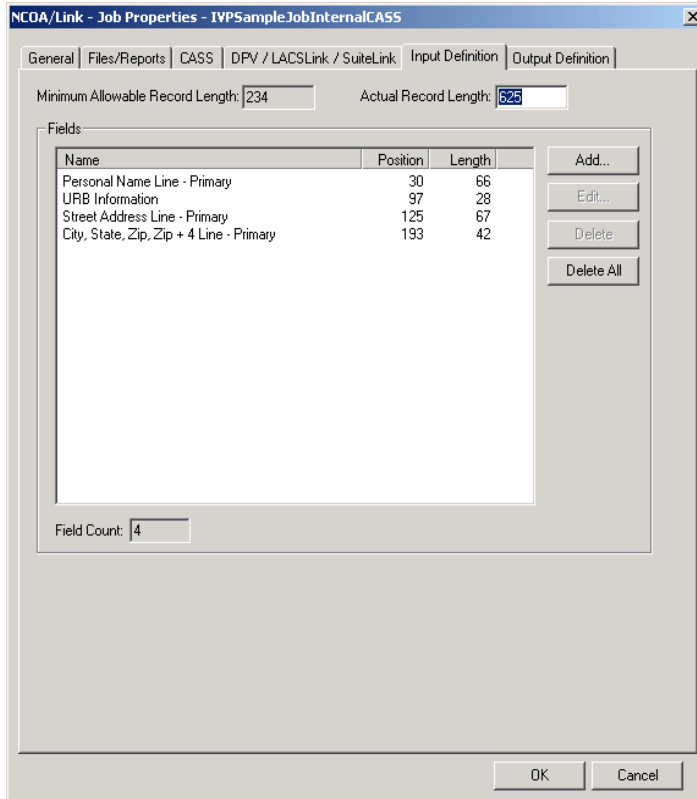 NCOA/Link - Job Properties - IVPSampleJobInternalCASS
General Files/Reports CASS DPV / LACSLink / SuiteLink Input Definition Output Definition
Minimum Allowable Record Length: 234 Actual Record Length: 625
Fields
Name Position Length Add...
Personal Name Line - Primary 30 66
URB Information 97 28 Edit...
Street Address Line - Primary 125 67
City, State, Zip, Zip + 4 Line - Primary 193 42 Delete
Delete All
Field Count: 4
OK Cancel